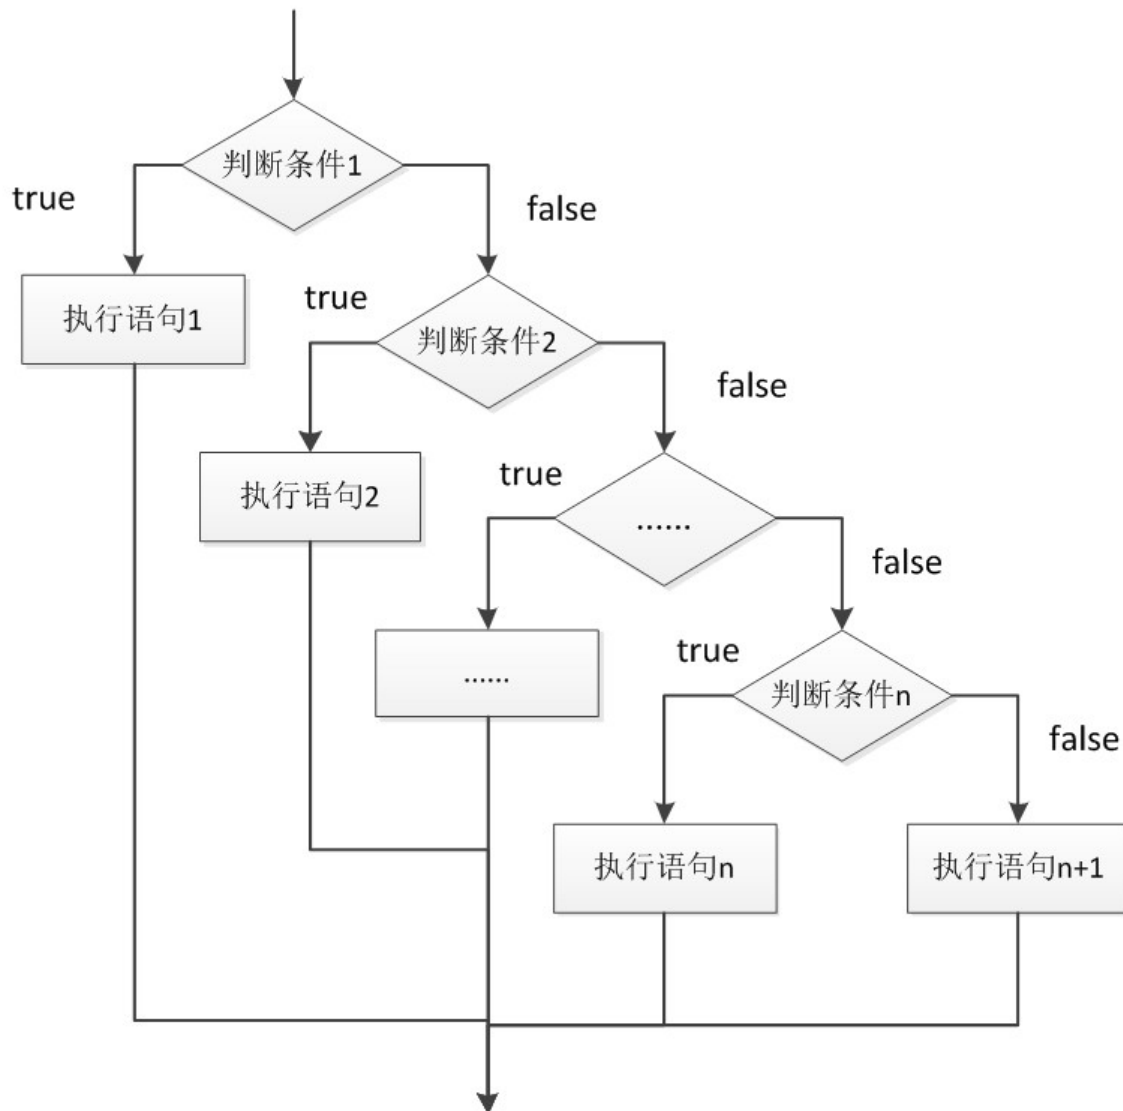 判断条件1
true
false
执行语句1
true
判断条件2
false
执行语句2
true
......
false
......
true
判断条件n
false
执行语句n
执行语句n+1